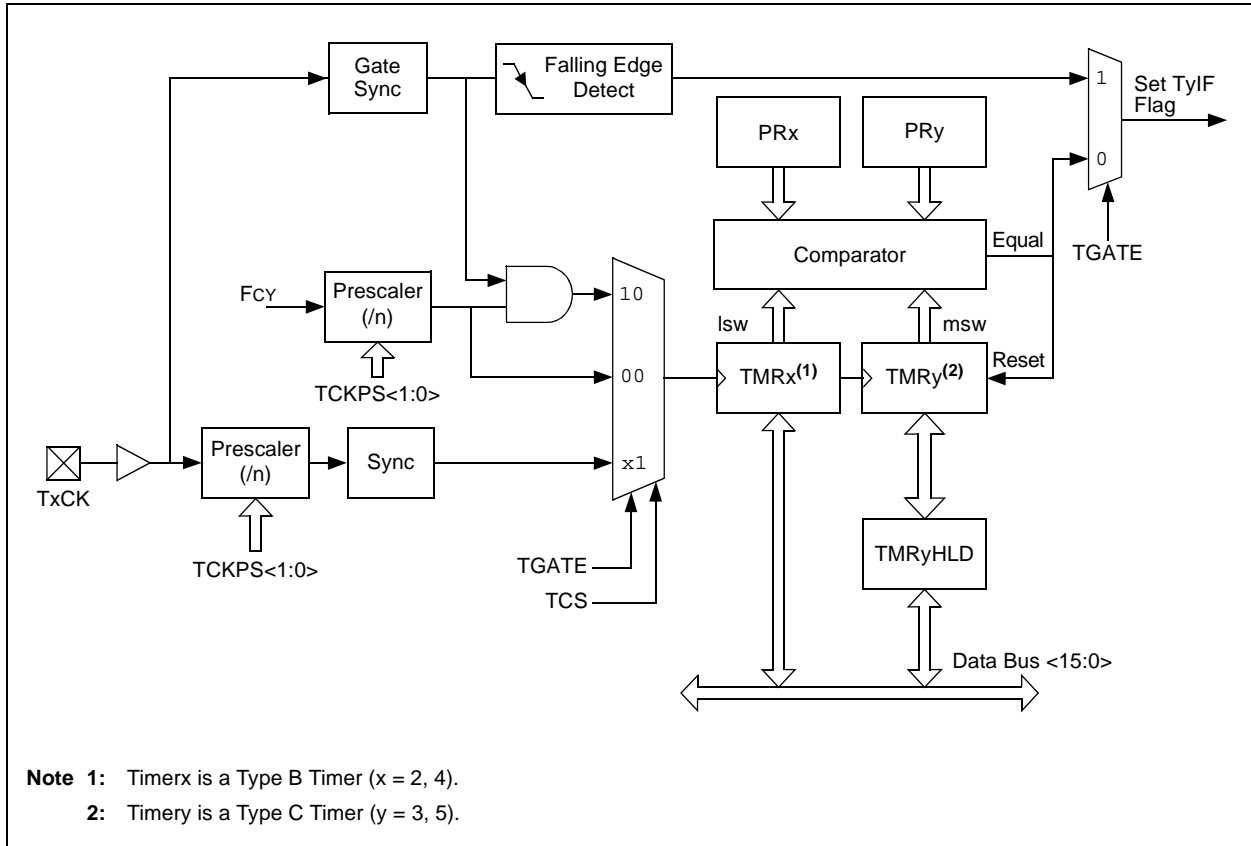 Gate
Sync
Falling Edge
Detect
1
Set TyIF
Flag
PRx
PRy
0
Comparator
Equal
TGATE
FCY
Prescaler
(/n)
10
lsw
msw
TCKPS<1:0>
00
TMRx(1)
TMRy(2)
Reset
TxCK
Prescaler
(/n)
Sync
x1
TCKPS<1:0>
TGATE
TCS
TMRyHLD
Data Bus <15:0>
Note 1: Timerx is a Type B Timer (x = 2, 4).
2: Timery is a Type C Timer (y = 3, 5).